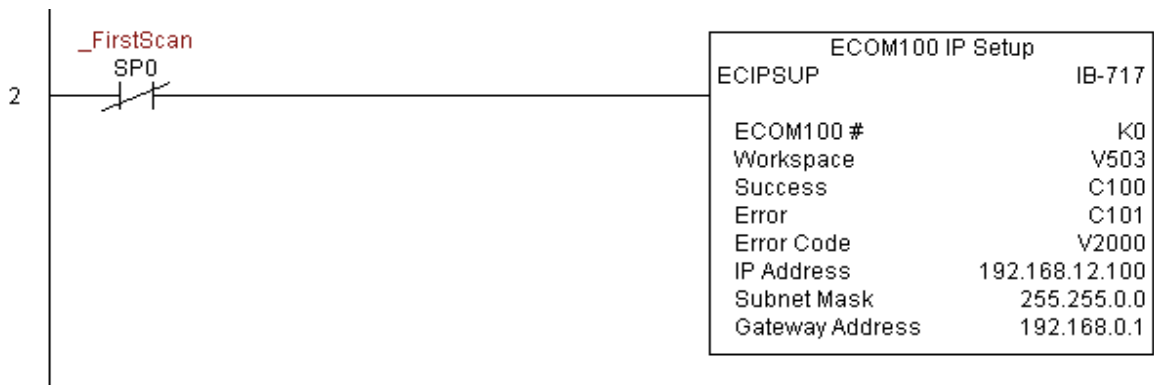 _FirstScan
SP0
2
ECOM100 IP Setup
ECIPSUP IB-717
ECOM100 # K0
Workspace V503
Success C100
Error C101
Error Code V2000
IP Address 192.168.12.100
Subnet Mask 255.255.0.0
Gateway Address 192.168.0.1